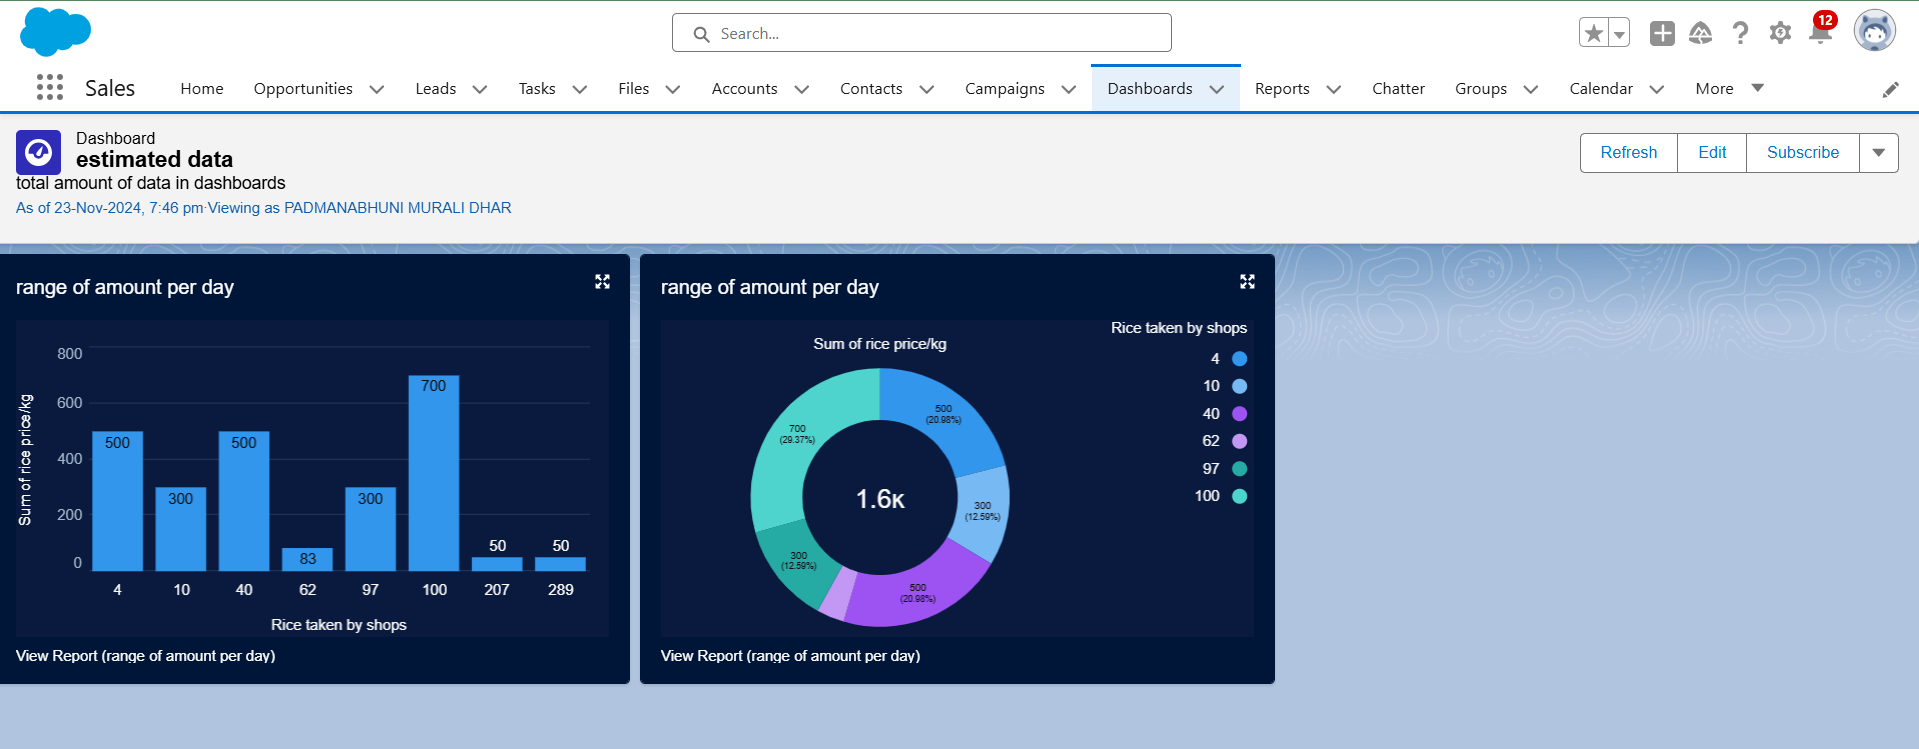 Search...
12
Sales
Home
Opportunities
Leads
Tasks
Files
Accounts
Contacts
Campaigns
Dashboards
Reports
Chatter
Groups
Calendar
More
Dashboard
estimated data
total amount of data in dashboards
As of 23-Nov-2024, 7:46 pm·Viewing as PADMANABHUNI MURALI DHAR
Refresh
Edit
Subscribe
range of amount per day
Sum of rice price/kg
800
600
400
200
0
500
300
500
83
300
700
50
50
4
10
40
62
97
100
207
289
Rice taken by shops
View Report (range of amount per day)
range of amount per day
Rice taken by shops
4
10
40
62
97
100
Sum of rice price/kg
500
(20.98%)
300
(12.59%)
500
(20.98%)
300
(12.59%)
700
(29.37%)
1.6K
View Report (range of amount per day)